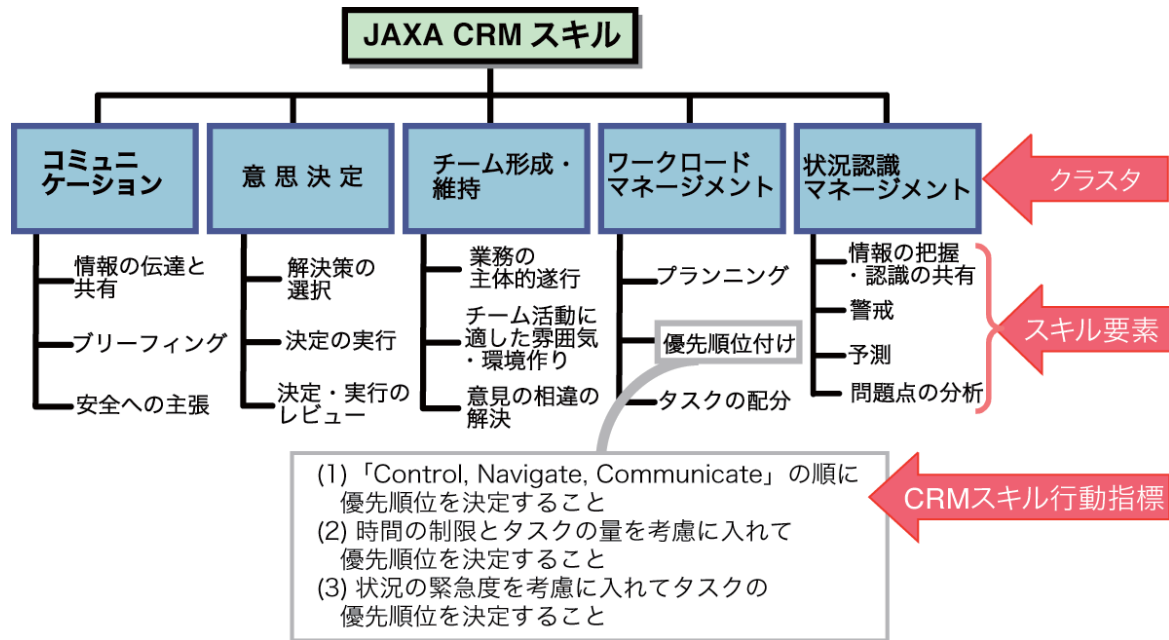 JAXA CRM スキル
コミュニ
ケーション
意思決定
チーム形成・
維持
ワークロード
マネージメント
状況認識
マネージメント
クラスタ
情報の伝達と
共有
ブリーフィング
安全への主張
解決策の
選択
決定の実行
決定・実行の
レビュー
業務の
主体的遂行
チーム活動に
適した雰囲気
・環境作り
意見の相違の
解決
プランニング
優先順位付け
タスクの配分
情報の把握
・認識の共有
警戒
予測
問題点の分析
スキル要素
(1)「Control, Navigate, Communicate」の順に
優先順位を決定すること
(2) 時間の制限とタスクの量を考慮に入れて
優先順位を決定すること
(3) 状況の緊急度を考慮に入れてタスクの
優先順位を決定すること
CRMスキル行動指標